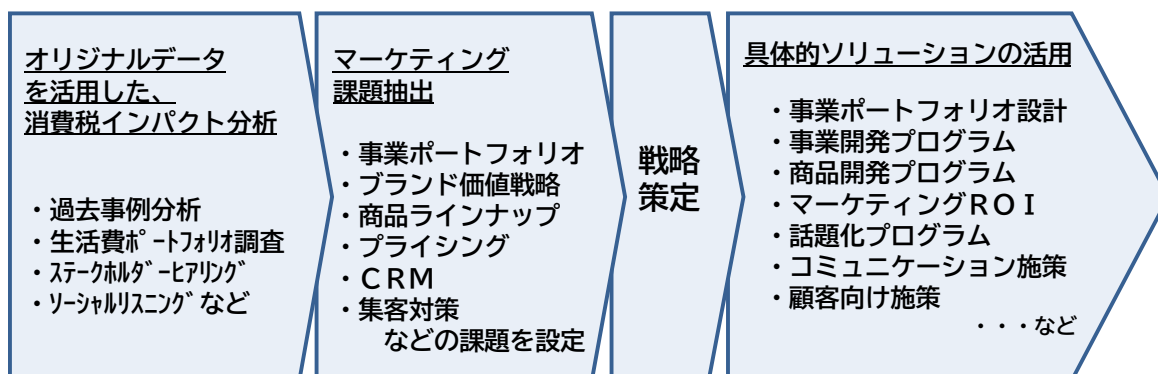 オリジナルデータ
を活用した、
消費税インパクト分析
・過去事例分析
・生活費ﾎﾟｰﾄﾌｫﾘｵ調査
・ｽﾃｰｸﾎﾙﾀﾞｰﾋｱﾘﾝｸﾞ
・ｿｰｼｬﾙﾘｽﾆﾝｸﾞなど
マーケティング
課題抽出
・事業ポートフォリオ
・ブランド価値戦略
・商品ラインナップ
・プライシング
・ＣＲＭ
・集客対策
などの課題を設定
戦略
策定
具体的ソリューションの活用
・事業ポートフォリオ設計
・事業開発プログラム
・商品開発プログラム
・マーケティングＲＯＩ
・話題化プログラム
・コミュニケーション施策
・顧客向け施策
・・・など